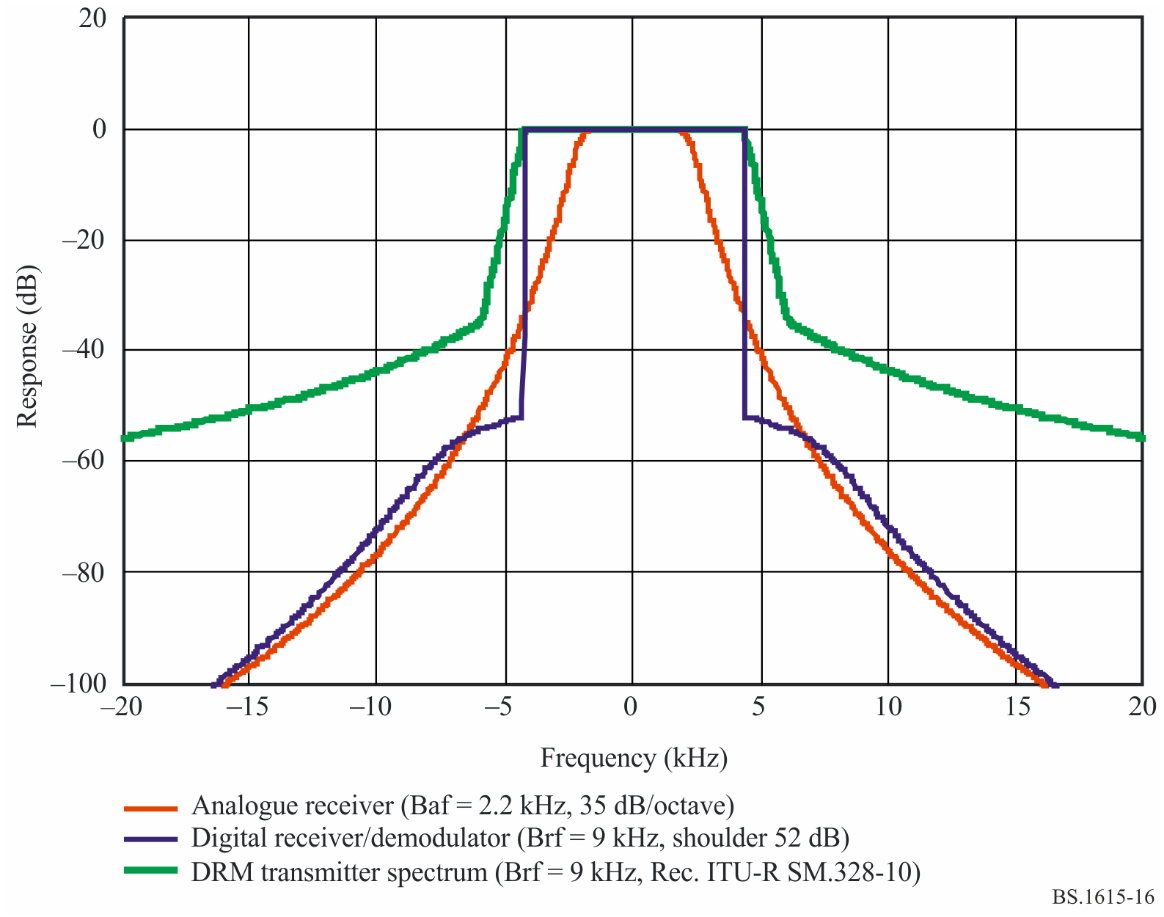 20
0
–20
–40
–60
–80
–100
Response (dB)
–20 –15 –10 –5 0 5 10 15 20
Frequency (kHz)
Analogue receiver (Baf = 2.2 kHz, 35 dB/octave)
Digital receiver/demodulator (Brf = 9 kHz, shoulder 52 dB)
DRM transmitter spectrum (Brf = 9 kHz, Rec. ITU-R SM.328-10)
BS.1615-16